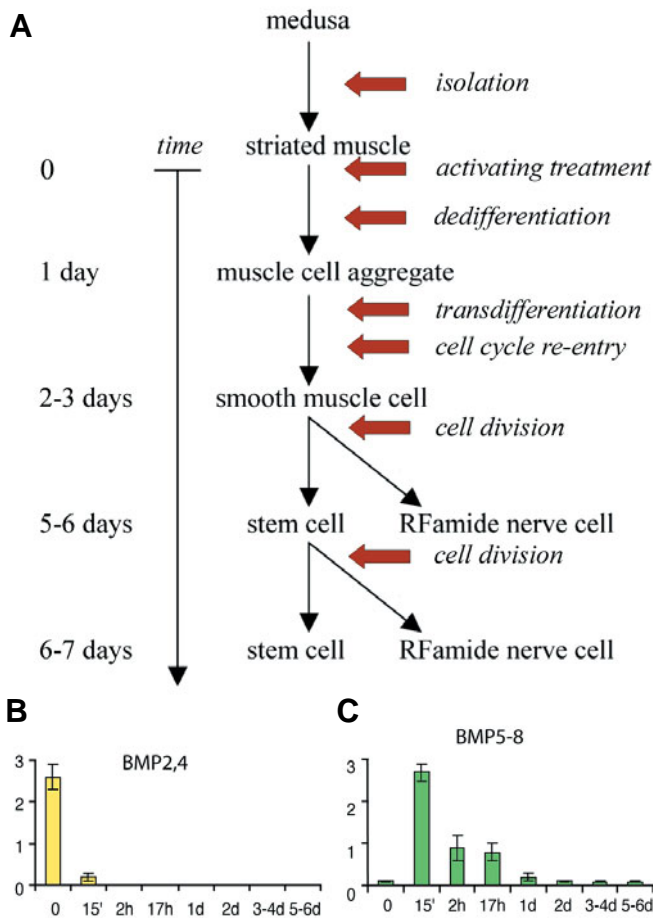 A
medusa
isolation
time
striated muscle
0
activating treatment
dedifferentiation
1 day
muscle cell aggregate
transdifferentiation
cell cycle re-entry
2-3 days
smooth muscle cell
cell division
5-6 days
stem cell
RFamide nerve cell
cell division
6-7 days
stem cell
RFamide nerve cell
B
BMP2,4
3
2
1
0
0 15' 2h 17h 1d 2d 3-4d 5-6d
C
BMP5-8
3
2
1
0
0 15' 2h 17h 1d 2d 3-4d 5-6d